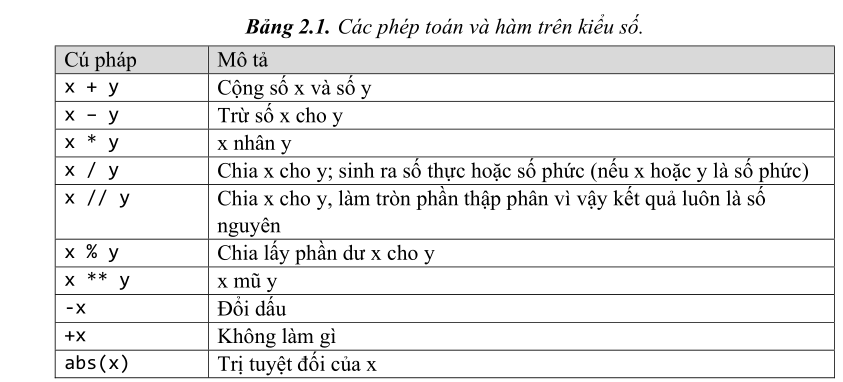 Bảng 2.1. Các phép toán và hàm trên kiểu số.
Cú pháp Mô tả
x + y Cộng số x và số y
x – y Trừ số x cho y
x * y x nhân y
x / y Chia x cho y; sinh ra số thực hoặc số phức (nếu x hoặc y là số phức)
x // y Chia x cho y, làm tròn phần thập phân vì vậy kết quả luôn là số
nguyên
x % y Chia lấy phần dư x cho y
x ** y x mũ y
-x Đổi dấu
+x Không làm gì
abs(x) Trị tuyệt đối của x